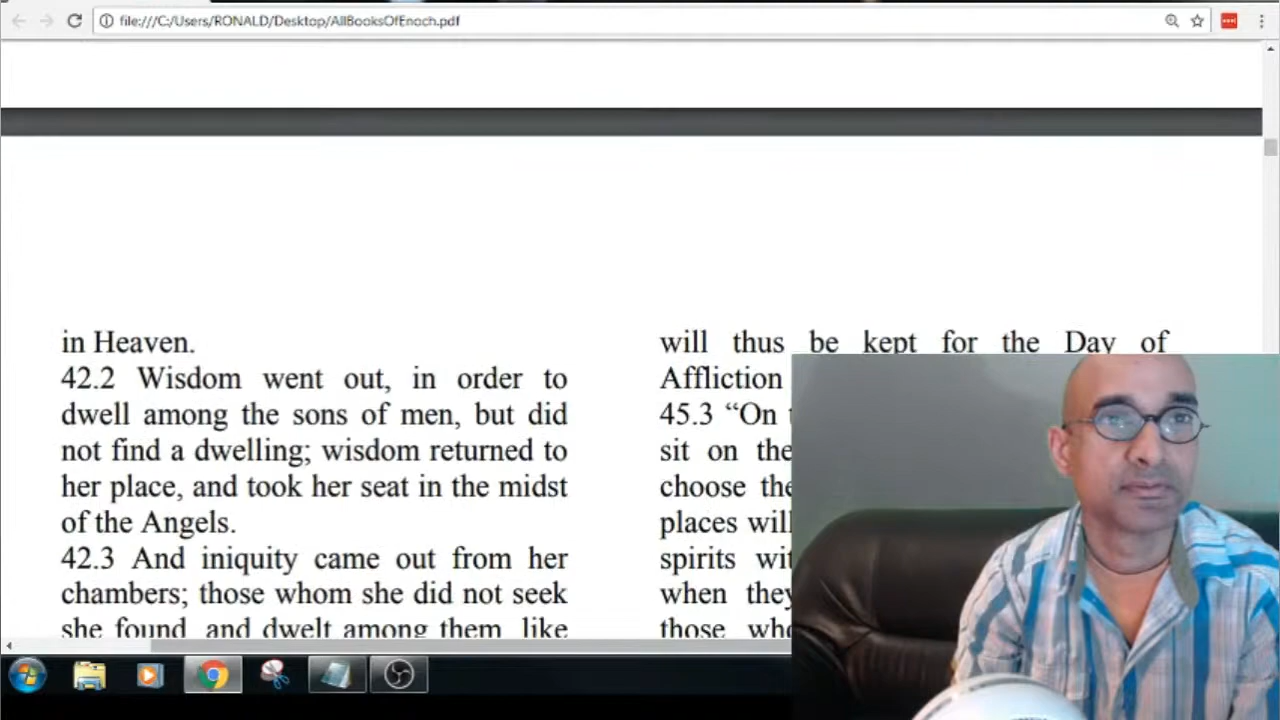 file:///C:/Users/RONALD/Desktop/AllBooksOfEnoch.pdf
in Heaven.
42.2 Wisdom went out, in order to
dwell among the sons of men, but did
not find a dwelling; wisdom returned to
her place, and took her seat in the midst
of the Angels.
42.3 And iniquity came out from her
chambers; those whom she did not seek
she found, and dwelt among them, like
will thus be kept for the Day of
Affliction
45.3 “On
sit on the
choose the
places will
spirits
when they
those